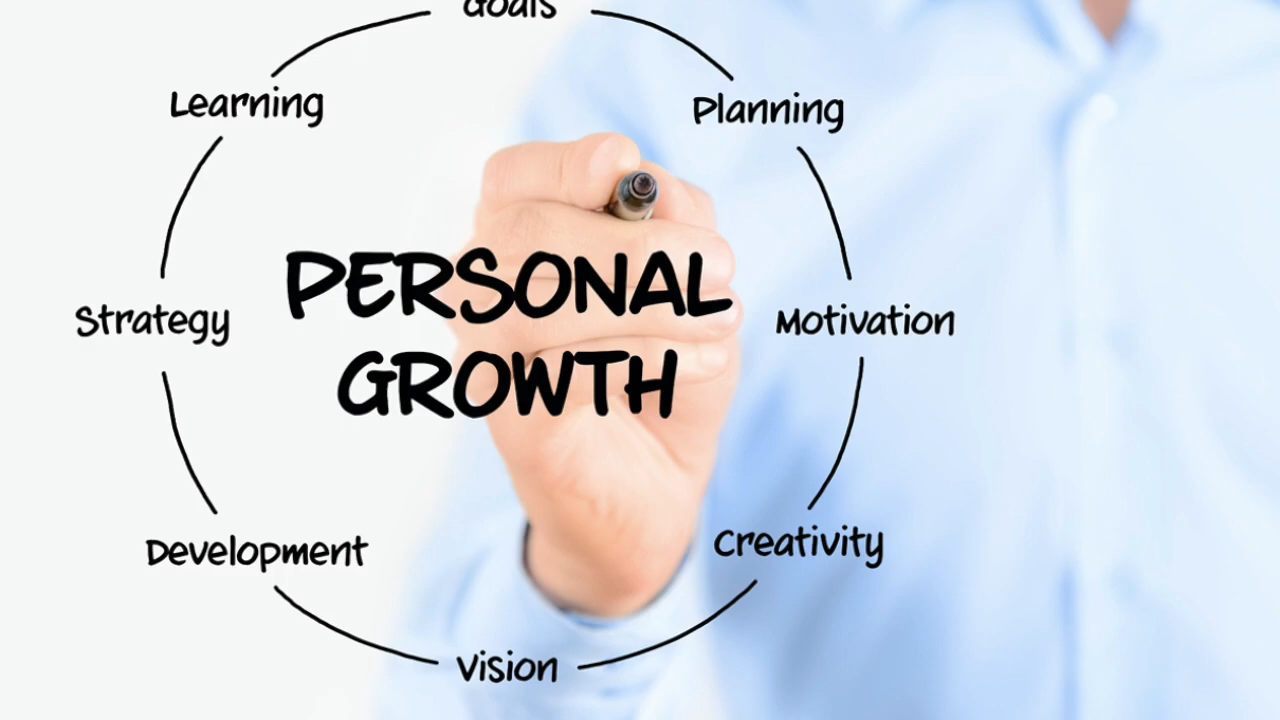 Goals
Learning
Planning
PERSONAL
GROWTH
Strategy
Motivation
Development
Creativity
Vision